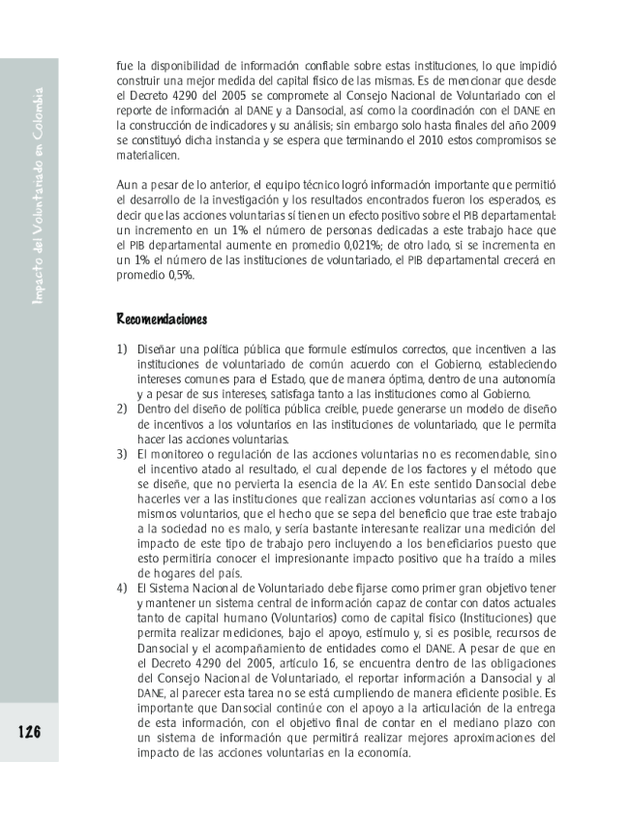 fue la disponibilidad de información confiable sobre estas instituciones, lo que impidió
construir una mejor medida del capital físico de las mismas. Es de mencionar que desde
el Decreto 4290 del 2005 se compromete al Consejo Nacional de Voluntariado con el
reporte de información al DANE y a Dansocial, así como la coordinación con el DANE en
la construcción de indicadores y su análisis; sin embargo solo hasta finales del año 2009
se constituyó dicha instancia y se espera que terminando el 2010 estos compromisos se
materialicen.
Aun a pesar de lo anterior, el equipo técnico logró información importante que permitió
el desarrollo de la investigación y los resultados encontrados fueron los esperados, es
decir que las acciones voluntarias sí tienen un efecto positivo sobre el PIB departamental:
un incremento en un 1% el número de personas dedicadas a este trabajo hace que
el PIB departamental aumente en promedio 0,021%; de otro lado, si se incrementa en
un 1% el número de las instituciones de voluntariado, el PIB departamental crecerá en
promedio 0,5%.
Recomendaciones
1) Diseñar una política pública que formule estímulos correctos, que incentiven a las
instituciones de voluntariado de común acuerdo con el Gobierno, estableciendo
intereses comunes para el Estado, que de manera óptima, dentro de una autonomía
y a pesar de sus intereses, satisfaga tanto a las instituciones como al Gobierno.
2) Dentro del diseño de política pública creíble, puede generarse un modelo de diseño
de incentivos a los voluntarios en las instituciones de voluntariado, que le permita
hacer las acciones voluntarias.
3) El monitoreo o regulación de las acciones voluntarias no es recomendable, sino
el incentivo atado al resultado, el cual depende de los factores y el método que
se diseñe, que no pervierta la esencia de la AV. En este sentido Dansocial debe
hacerles ver a las instituciones que realizan acciones voluntarias así como a los
mismos voluntarios, que el hecho que se sepa del beneficio que trae este trabajo
a la sociedad no es malo, y sería bastante interesante realizar una medición del
impacto de este tipo de trabajo pero incluyendo a los beneficiarios puesto que
esto permitiría conocer el impresionante impacto positivo que ha traído a miles
de hogares del país.
4) El Sistema Nacional de Voluntariado debe fijarse como primer gran objetivo tener
y mantener un sistema central de información capaz de contar con datos actuales
tanto de capital humano (Voluntarios) como de capital físico (Instituciones) que
permita realizar mediciones, bajo el apoyo, estímulo y, si es posible, recursos de
Dansocial y el acompañamiento de entidades como el DANE. A pesar de que en
el Decreto 4290 del 2005, artículo 16, se encuentra dentro de las obligaciones
del Consejo Nacional de Voluntariado, el reportar información a Dansocial y al
DANE, al parecer esta tarea no se está cumpliendo de manera eficiente posible. Es
importante que Dansocial continúe con el apoyo a la articulación de la entrega
de esta información, con el objetivo final de contar en el mediano plazo con
un sistema de información que permitirá realizar mejores aproximaciones del
impacto de las acciones voluntarias en la economía.
Impacto del Voluntariado en Colombia
126